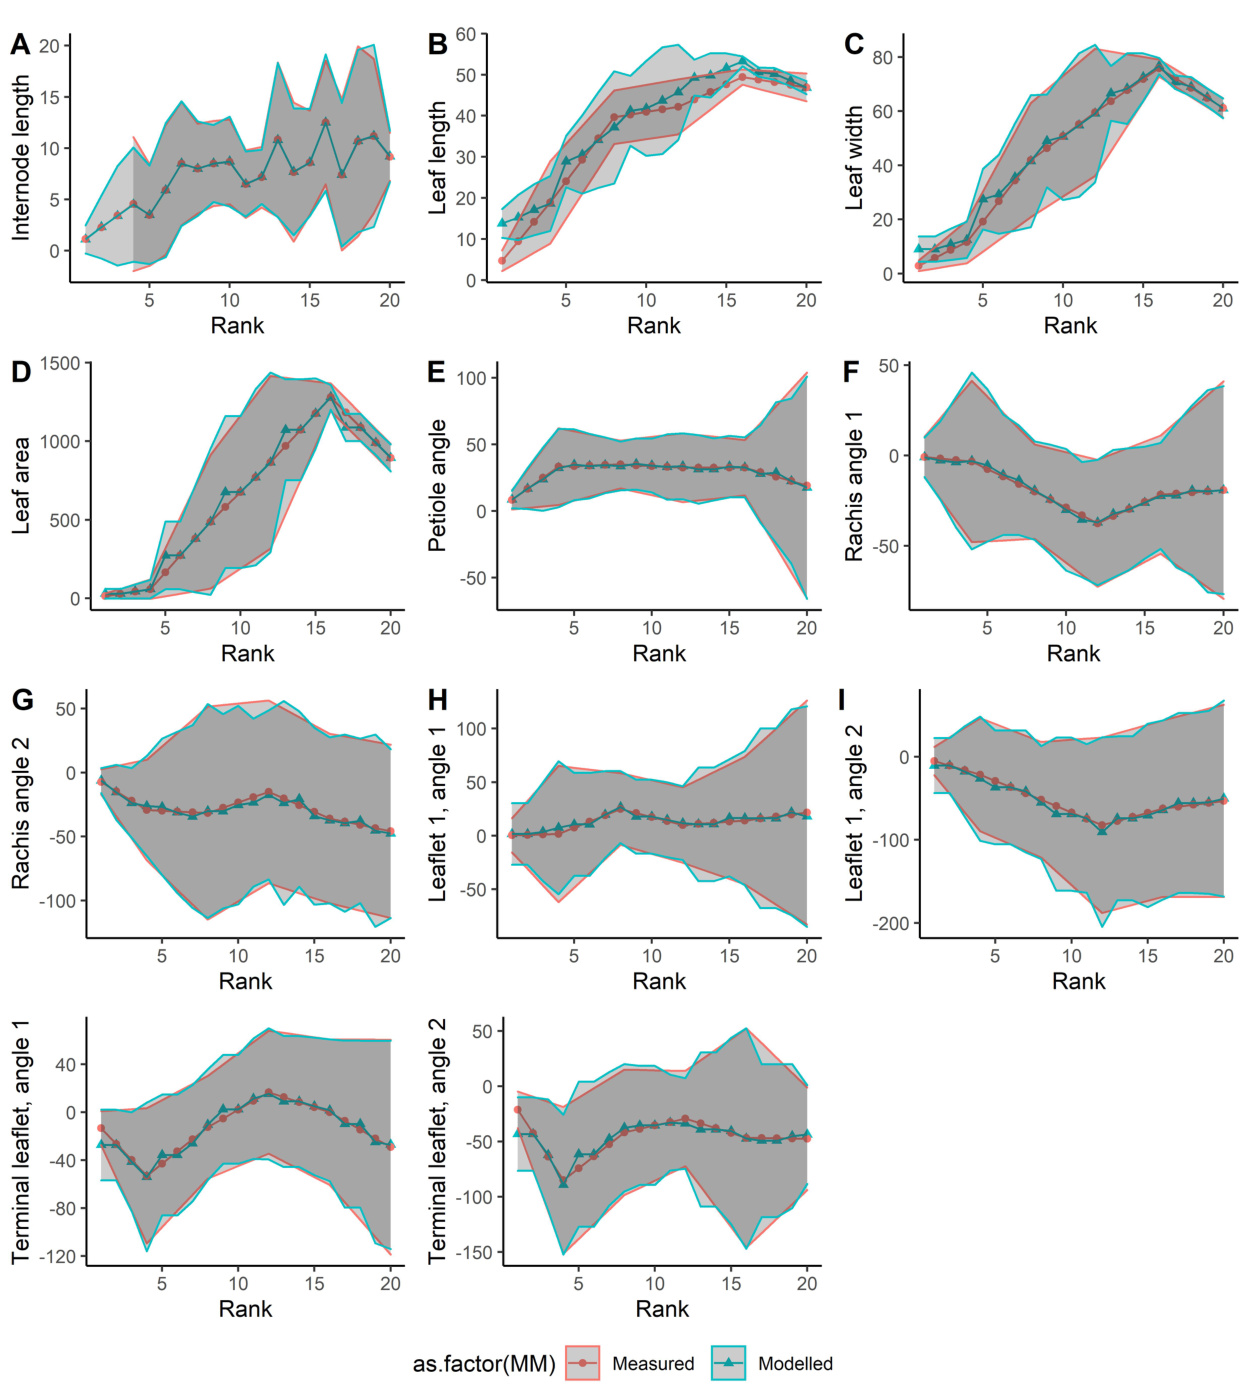 A
Internode length
20
15
10
5
0
5
10
15
20
Rank
B
Leaf length
60
50
40
30
20
10
0
5
10
15
20
Rank
C
Leaf width
80
60
40
20
0
5
10
15
20
Rank
D
Leaf area
1500
1000
500
0
5
10
15
20
Rank
E
Petiole angle
100
50
0
-50
5
10
15
20
Rank
F
Rachis angle 1
50
0
-50
5
10
15
20
Rank
G
Rachis angle 2
50
0
-50
-100
5
10
15
20
Rank
H
Leaflet 1, angle 1
100
50
0
-50
5
10
15
20
Rank
I
Leaflet 1, angle 2
0
-100
-200
5
10
15
20
Rank
Terminal leaflet, angle 1
40
0
-40
-80
-120
5
10
15
20
Rank
Terminal leaflet, angle 2
50
0
-50
-100
-150
5
10
15
20
Rank
as.factor(MM) Measured Modelled